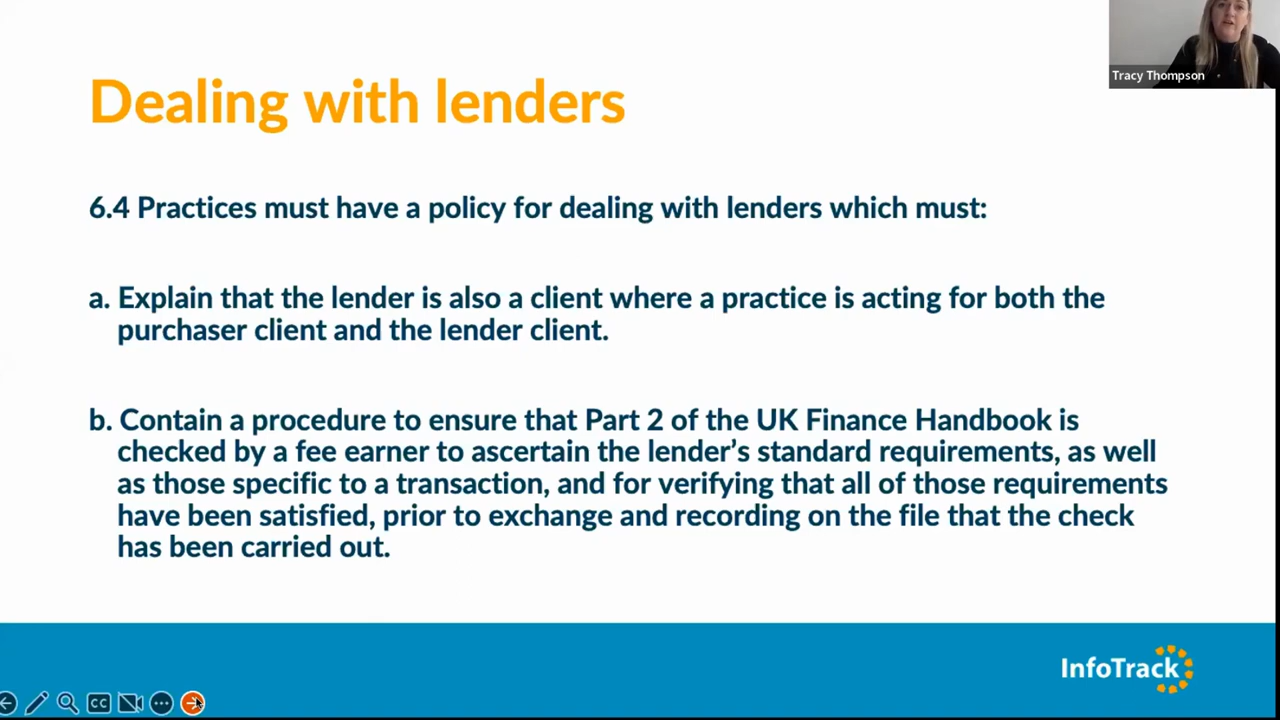 Tracy Thompson
Dealing with lenders
6.4 Practices must have a policy for dealing with lenders which must:
a. Explain that the lender is also a client where a practice is acting for both the
purchaser client and the lender client.
b. Contain a procedure to ensure that Part 2 of the UK Finance Handbook is
checked by a fee earner to ascertain the lender’s standard requirements, as well
as those specific to a transaction, and for verifying that all of those requirements
have been satisfied, prior to exchange and recording on the file that the check
has been carried out.
InfoTrack
CC